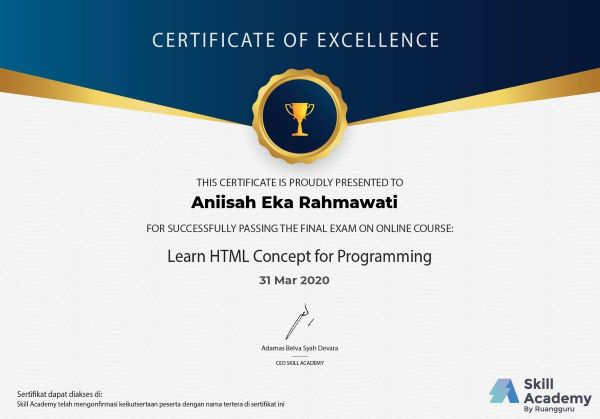 CERTIFICATE OF EXCELLENCE
THIS CERTIFICATE IS PROUDLY PRESENTED TO
Aniisah Eka Rahmawati
FOR SUCCESSFULLY PASSING THE FINAL EXAM ON ONLINE COURSE:
Learn HTML Concept for Programming
31 Mar 2020
Adamas Belva Syah Devara
CEO SKILL ACADEMY
Sertifikat dapat diakses di:
Skill Academy telah mengonfirmasi keikutsertaan peserta dengan nama tertera di sertifikat ini
Skill
Academy
By Ruangguru